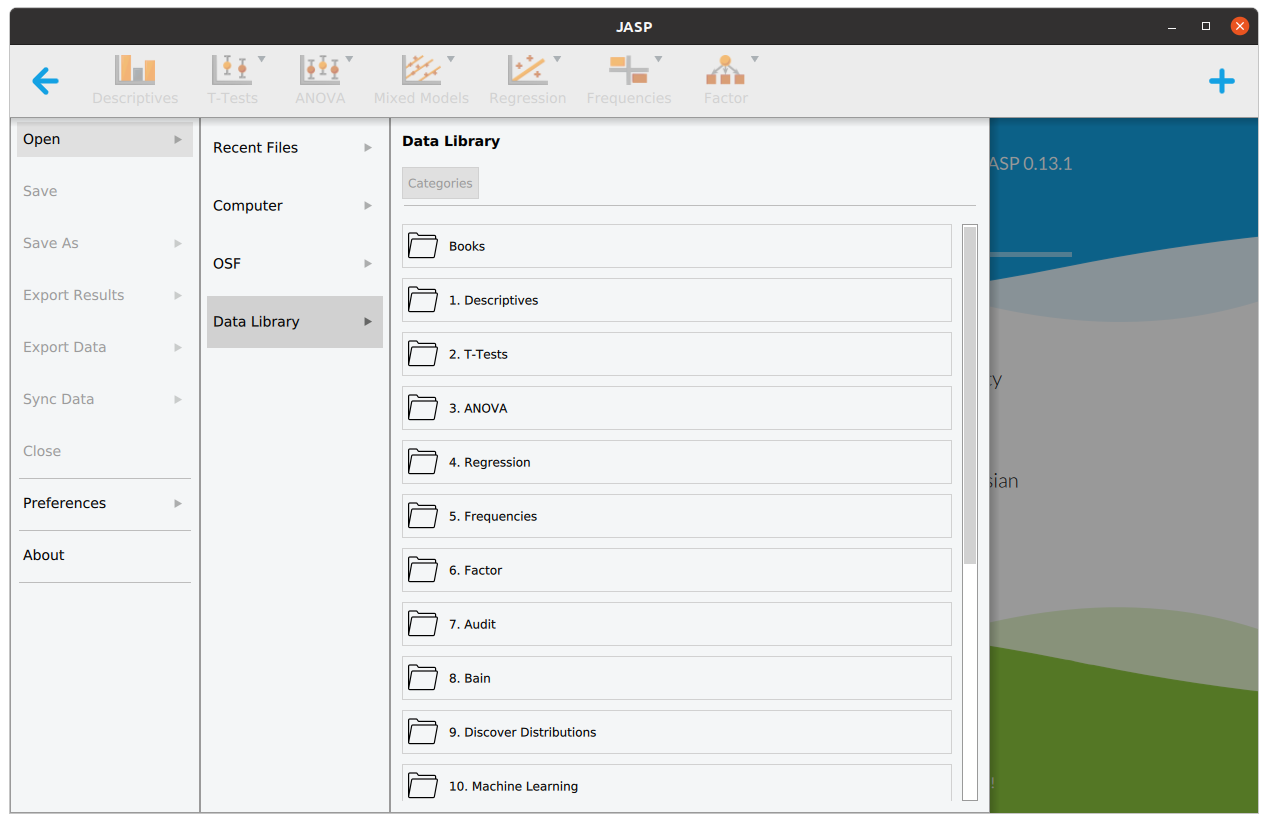 JASP
Descriptives
T-Tests
ANOVA
Mixed Models
Regression
Frequencies
Factor
Open
Save
Save As
Export Results
Export Data
Sync Data
Close
Preferences
About
Recent Files
Computer
OSF
Data Library
Data Library
Categories
Books
1. Descriptives
2. T-Tests
3. ANOVA
4. Regression
5. Frequencies
6. Factor
7. Audit
8. Bain
9. Discover Distributions
10. Machine Learning
ASP 0.13.1